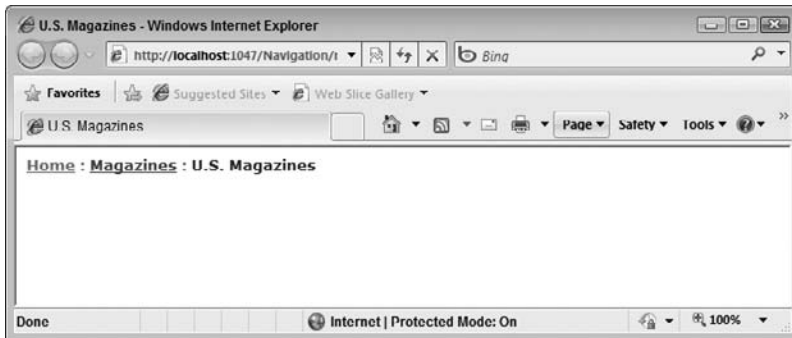 U.S. Magazines - Windows Internet Explorer
http://localhost:1047/Navigation/r
Bing
Favorites Suggested Sites Web Slice Gallery
U.S. Magazines Page Safety Tools »
Home : Magazines : U.S. Magazines
Done Internet | Protected Mode: On 100%